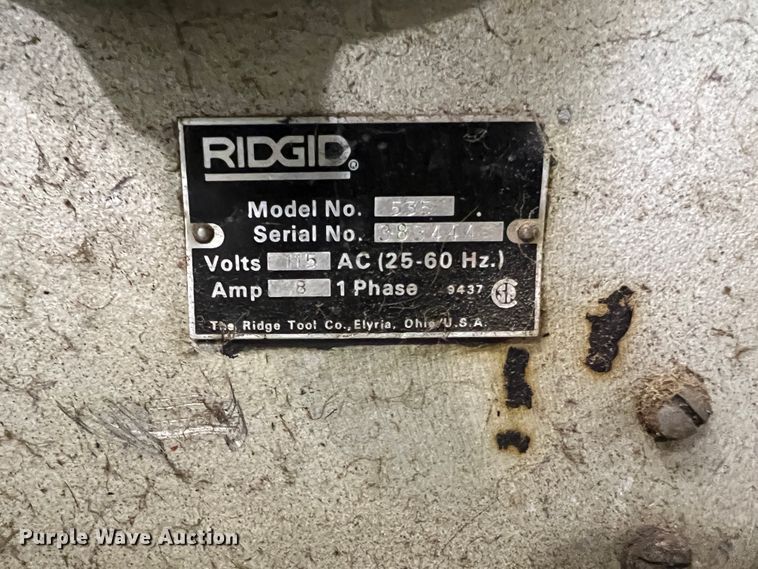 RIDGID®
Model No. 535
Serial No.
Volts 115 AC (25-60 Hz.)
Amp 8 1 Phase 9437
The Ridge Tool Co., Elyria, Ohio/U.S.A.
Purple Wave Auction